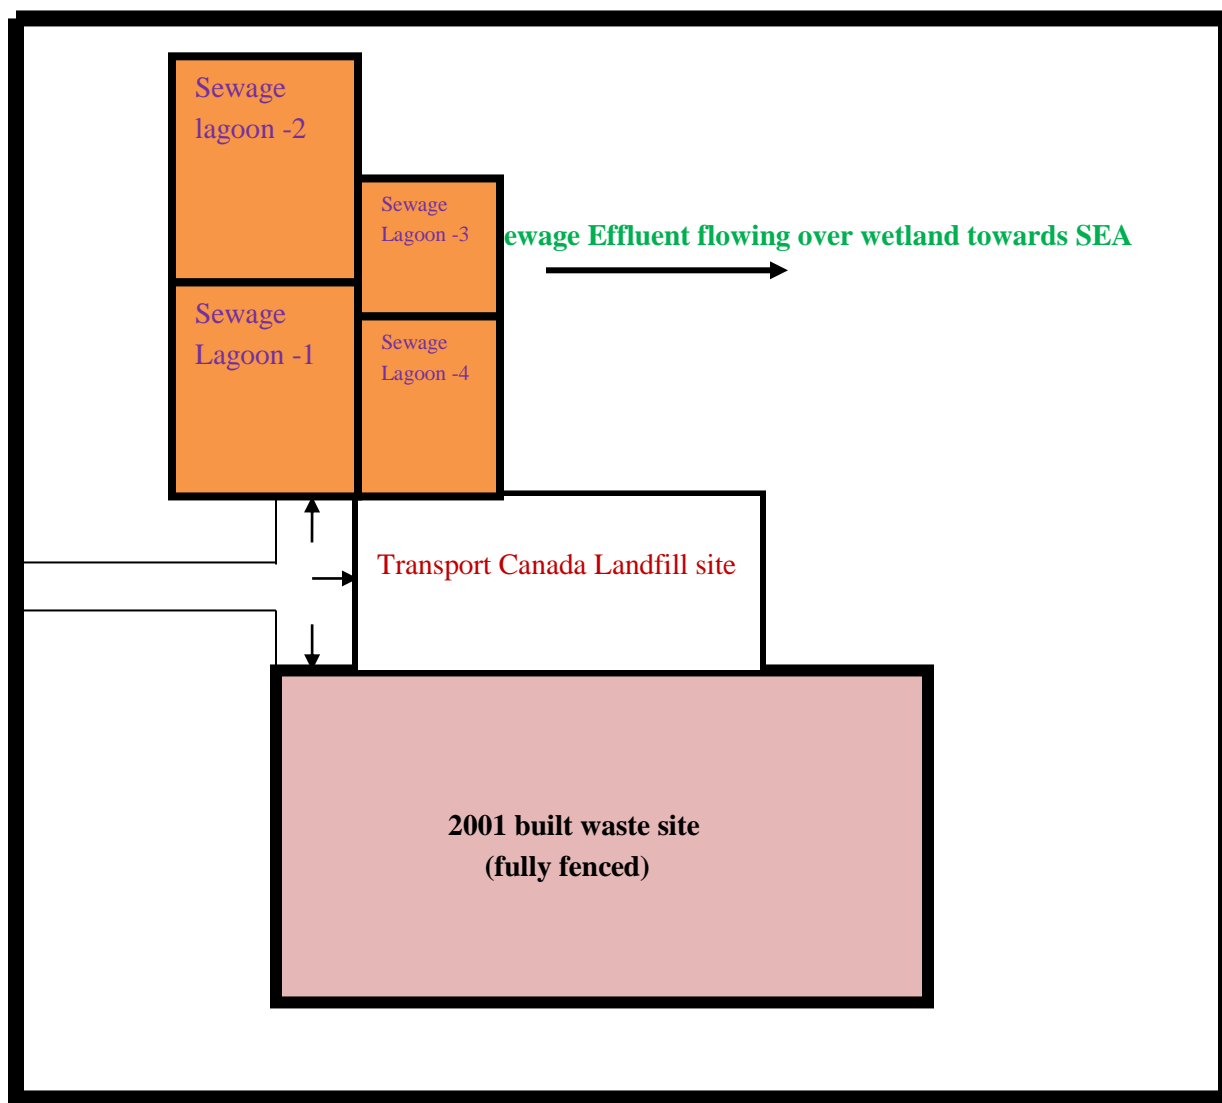 Sewage
lagoon -2
Sewage
Lagoon -3
ewage Effluent flowing over wetland towards SEA
Sewage
Lagoon -1
Sewage
Lagoon -4
Transport Canada Landfill site
2001 built waste site
(fully fenced)